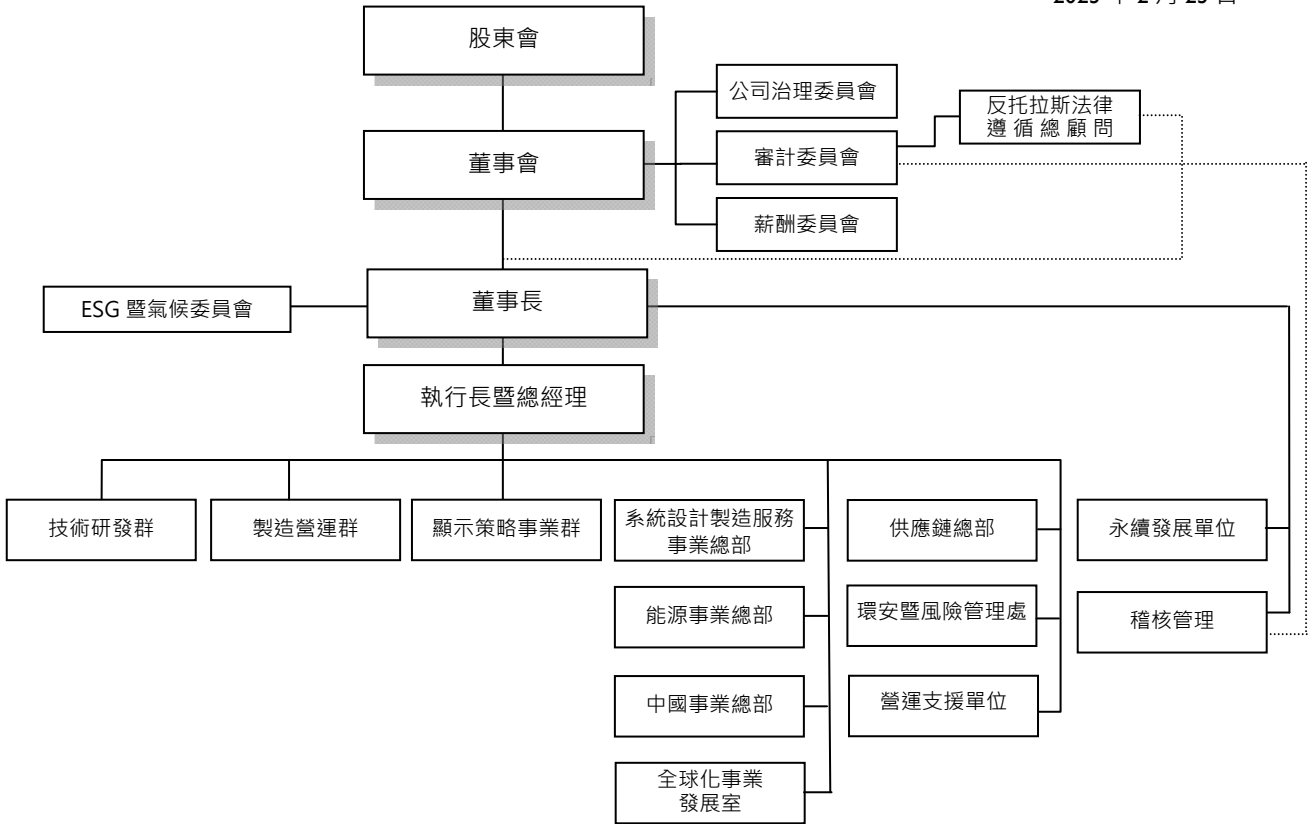 年 2 月 日
股東會
公司治理委員會
反托拉斯法律
遵循總顧問
董事會
審計委員會
薪酬委員會
董事長
ESG 暨氣候委員會
執行長暨總經理
技術研發群
製造營運群
顯示策略事業群
系統設計製造服務
事業總部
供應鏈總部
永續發展單位
能源事業總部
環安暨風險管理處
稽核管理
中國事業總部
營運支援單位
全球化事業
發展室